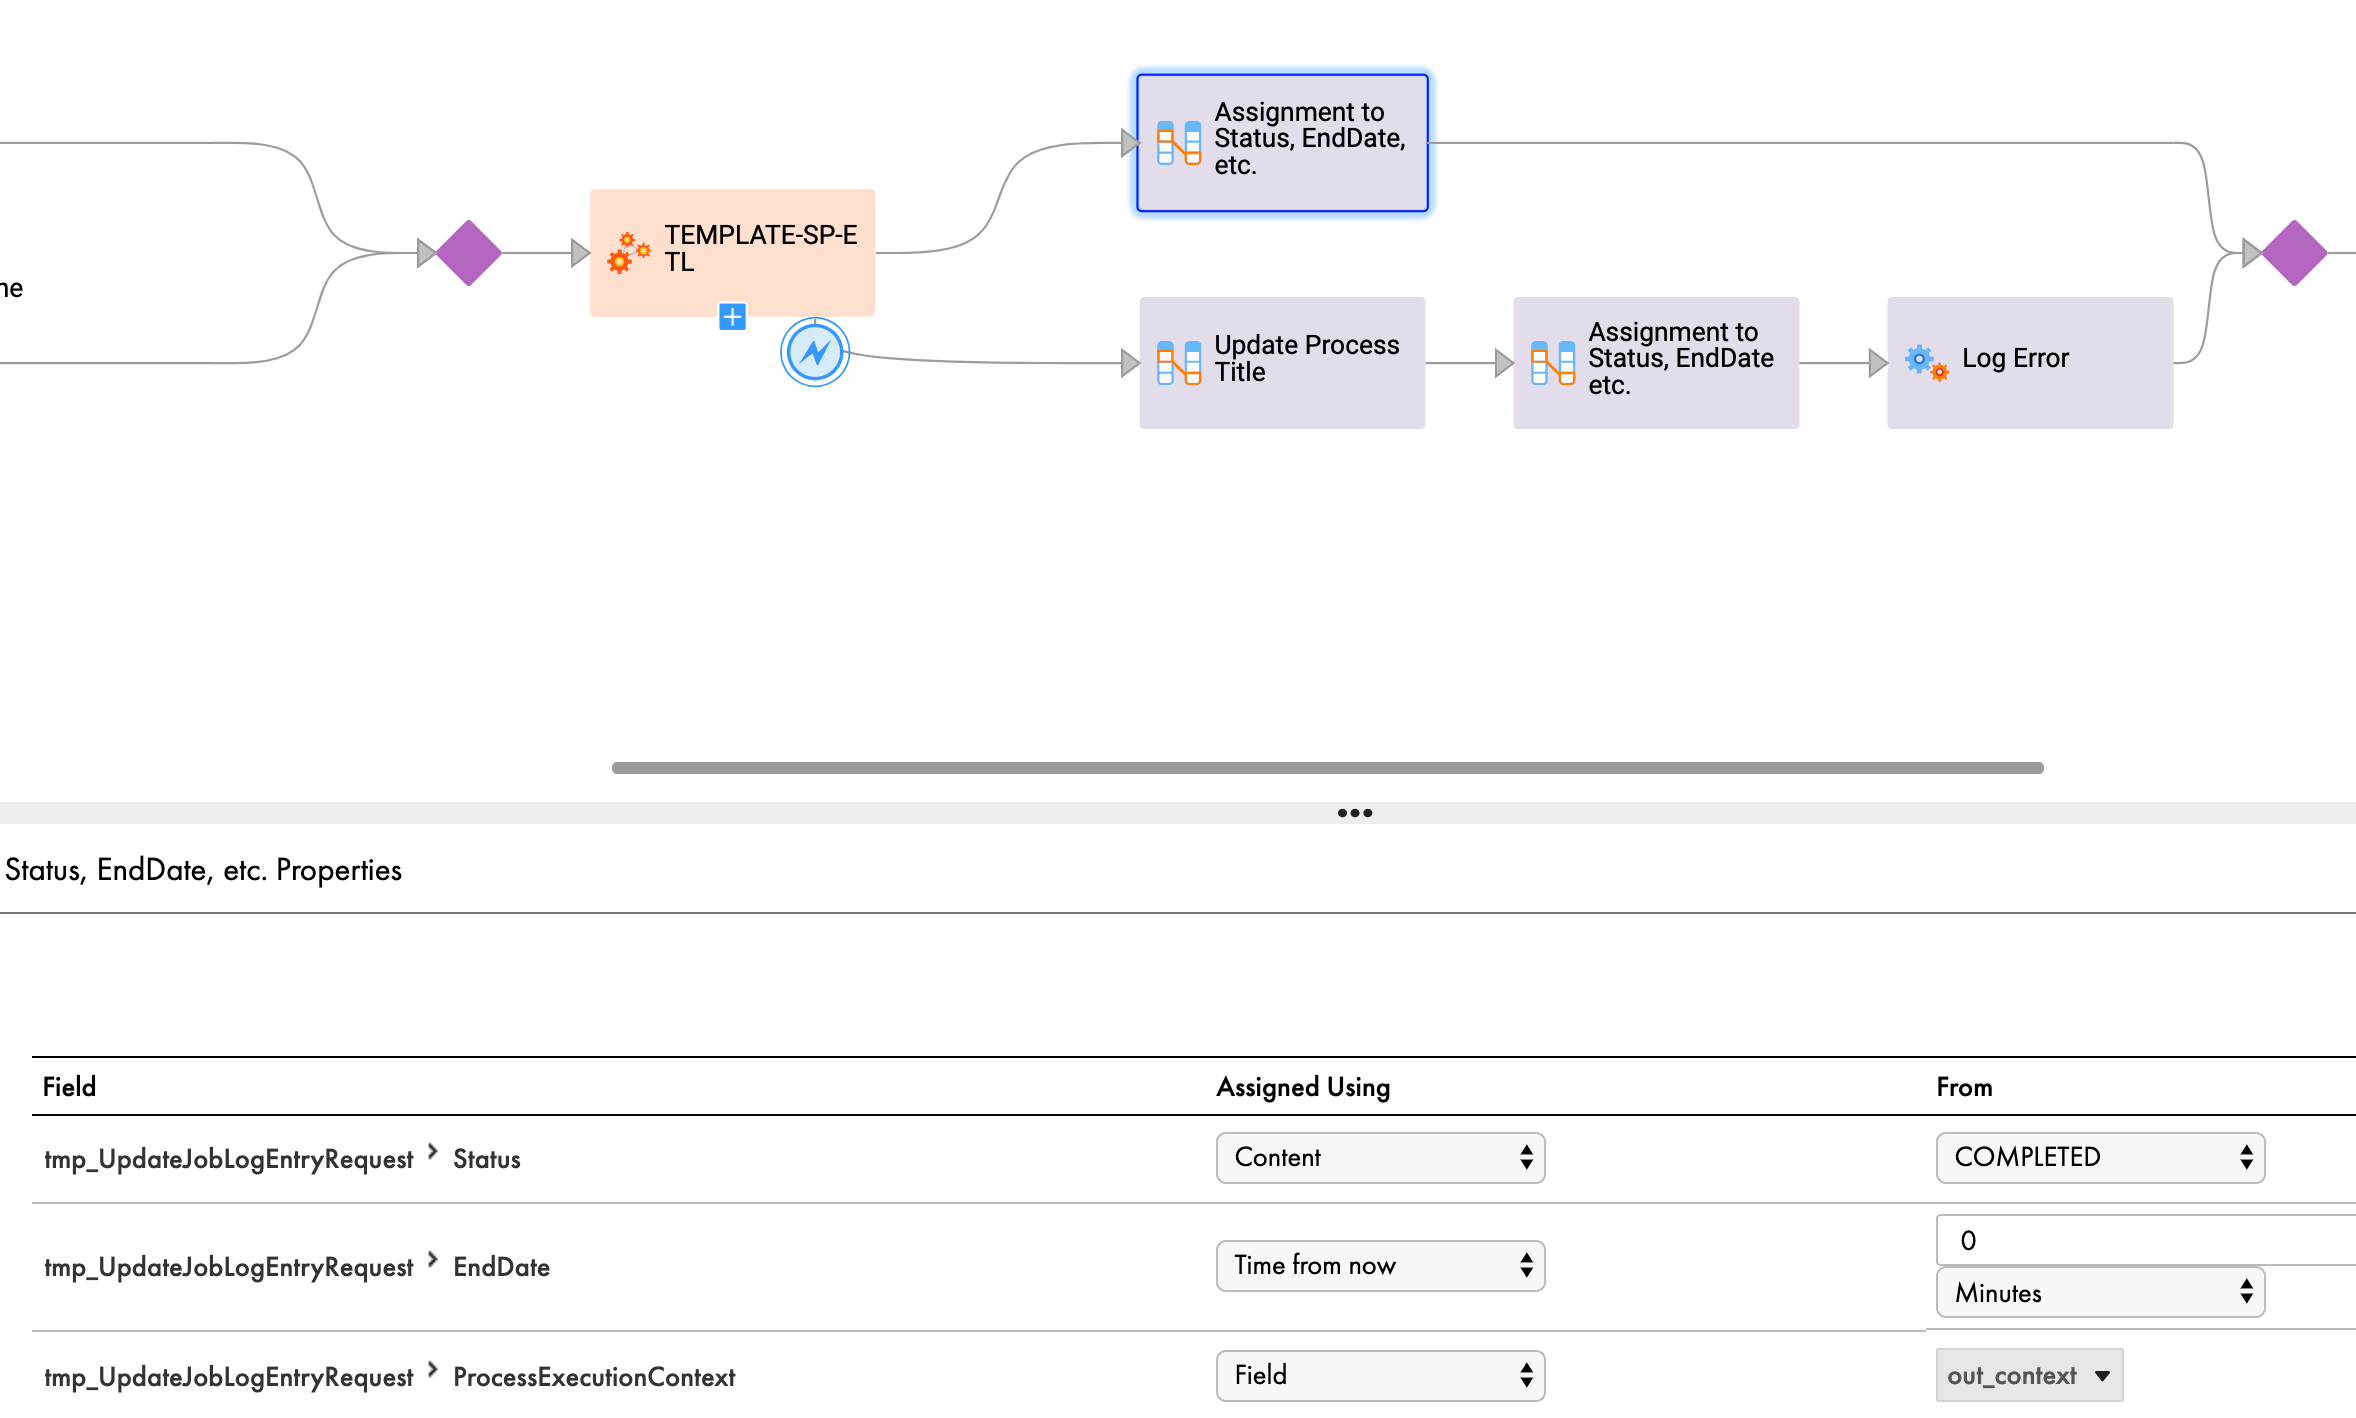 Assignment to
Status, EndDate,
etc.
TEMPLATE-SP-E
TL
Update Process
Title
Assignment to
Status, EndDate
etc.
Log Error
Status, EndDate, etc. Properties
Field Assigned Using From
tmp_UpdateJobLogEntryRequest > Status Content COMPLETED
tmp_UpdateJobLogEntryRequest > EndDate Time from now 0
Minutes
tmp_UpdateJobLogEntryRequest > ProcessExecutionContext Field out_context